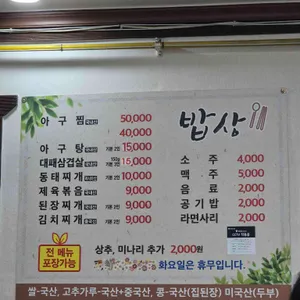 아구찜 50,000
40,000
아구탕 15,000
대패삼겹살 15,000
동태찌개 10,000
제육볶음 9,000
된장찌개 9,000
김치찌개 9,000
밥상
소주 4,000
맥주 5,000
음료 2,000
공기밥 2,000
라면사리 2,000
전 메뉴
포장가능
상추, 미나리 추가 2,000원
화요일은 휴무입니다.
쌀-국산, 고추가루-국산+중국산, 콩-국산(집된장) 미국산(두부)